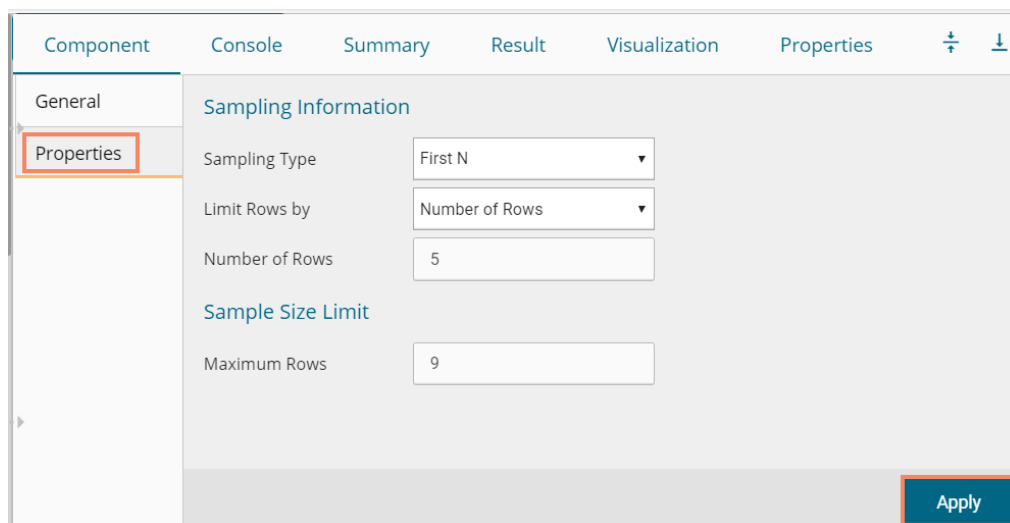 Component Console Summary Result Visualization Properties
General
Properties
Sampling Information
Sampling Type First N
Limit Rows by Number of Rows
Number of Rows 5
Sample Size Limit
Maximum Rows 9
Apply